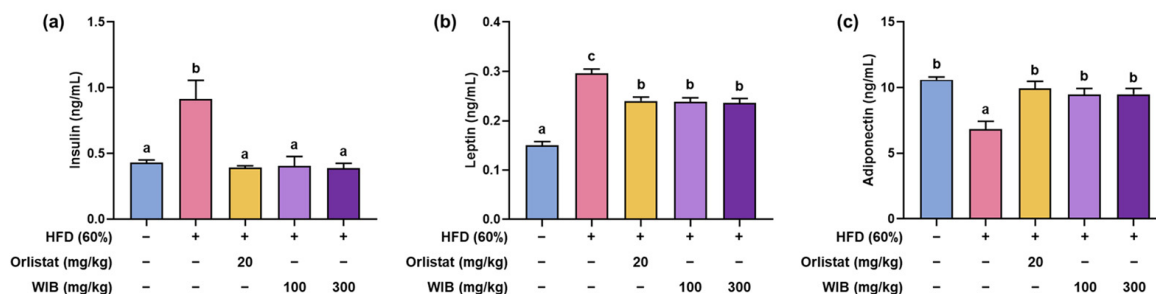 (a)
Insulin (ng/mL)
1.5
1.0
0.5
0.0
a b a a a
HFD (60%) – + + + +
Orlistat (mg/kg) – – 20 – –
WIB (mg/kg) – – – 100 300
(b)
Leptin (ng/mL)
0.4
0.3
0.2
0.1
0.0
a c b b b
HFD (60%) – + + + +
Orlistat (mg/kg) – – 20 – –
WIB (mg/kg) – – – 100 300
(c)
Adiponectin (ng/mL)
15
10
5
0
b a b b b
HFD (60%) – + + + +
Orlistat (mg/kg) – – 20 – –
WIB (mg/kg) – – – 100 300